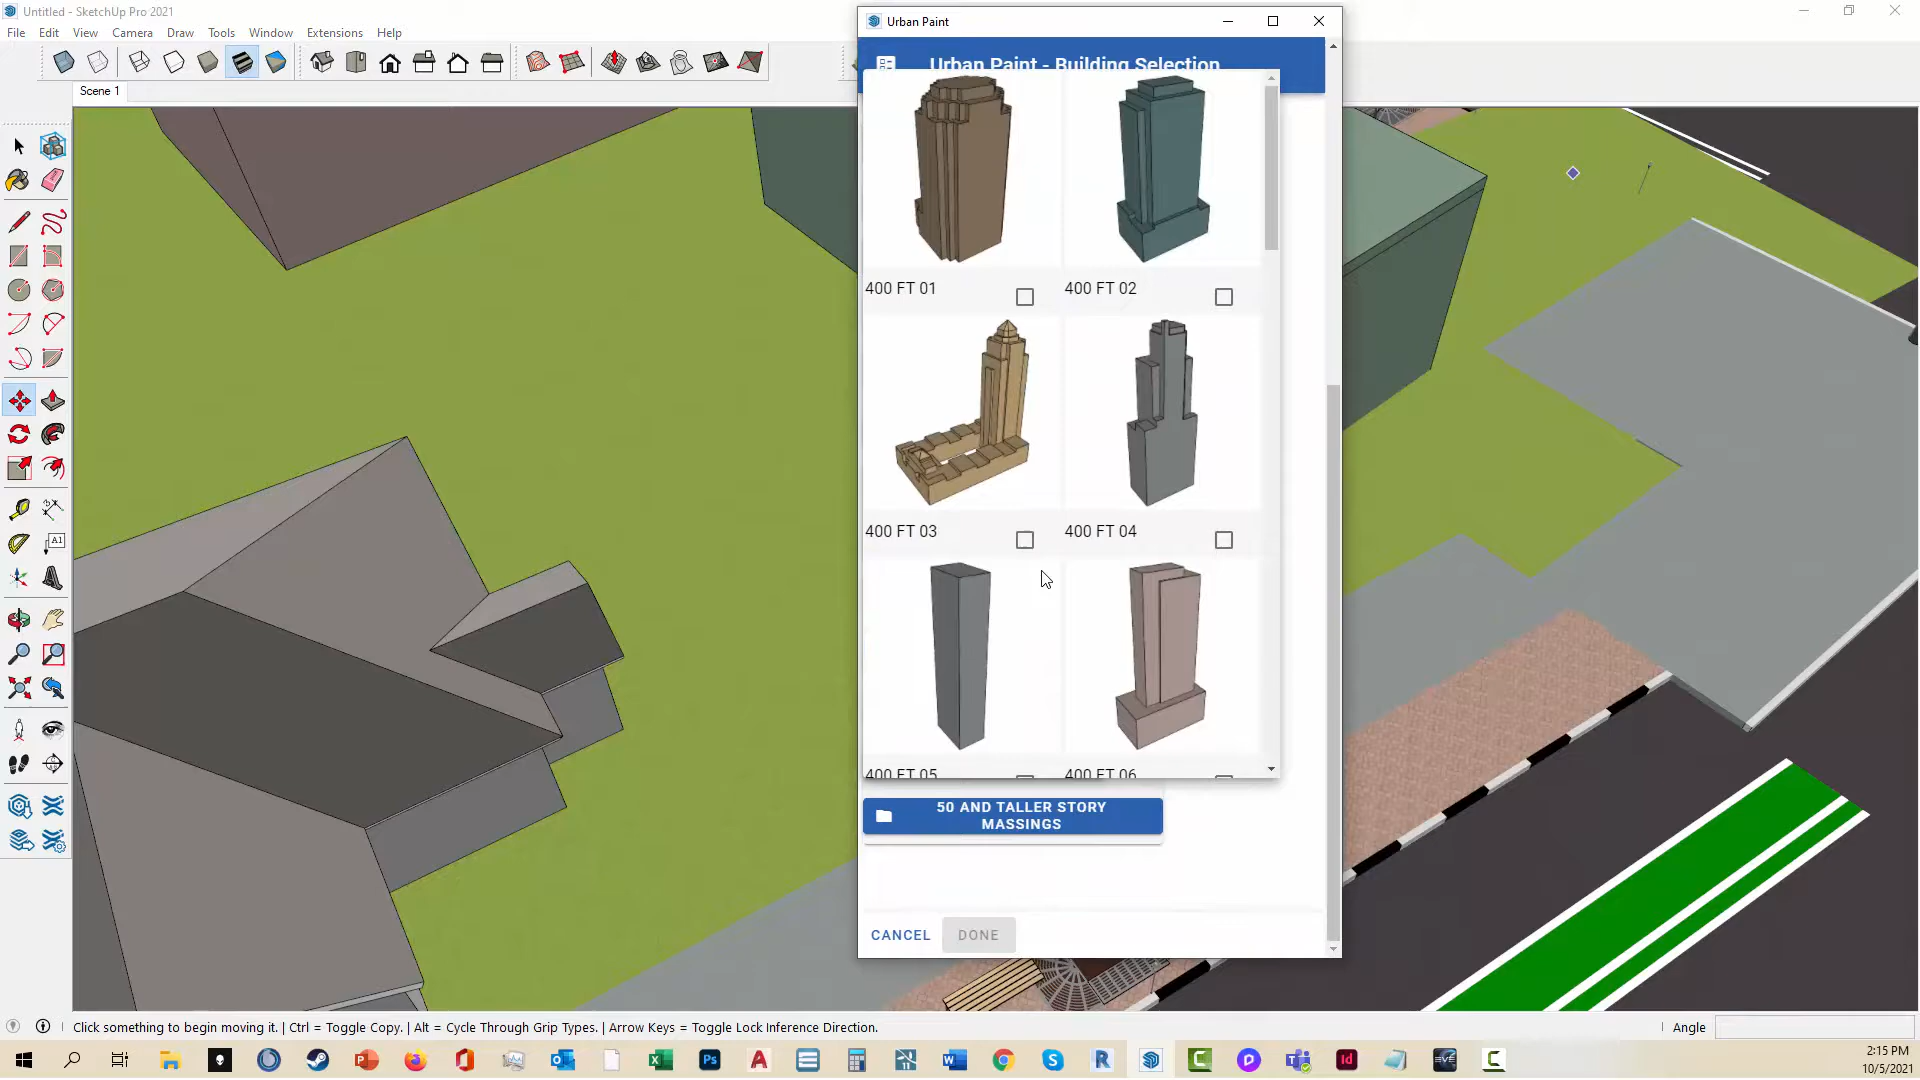 Untitled - SketchUp Pro 2021
File Edit View Camera Draw Tools Window Extensions Help
Scene 1
Urban Paint
Urban Paint - Building Selection
400 FT 01
400 FT 02
400 FT 03
400 FT 04
400 FT 05
400 FT 06
50 AND TALLER STORY
MASSINGS
CANCEL DONE
A1
Click something to begin moving it. | Ctrl = Toggle Copy. | Alt = Cycle Through Grip Types. | Arrow Keys = Toggle Lock Inference Direction.
Angle
2:15 PM
10/5/2021